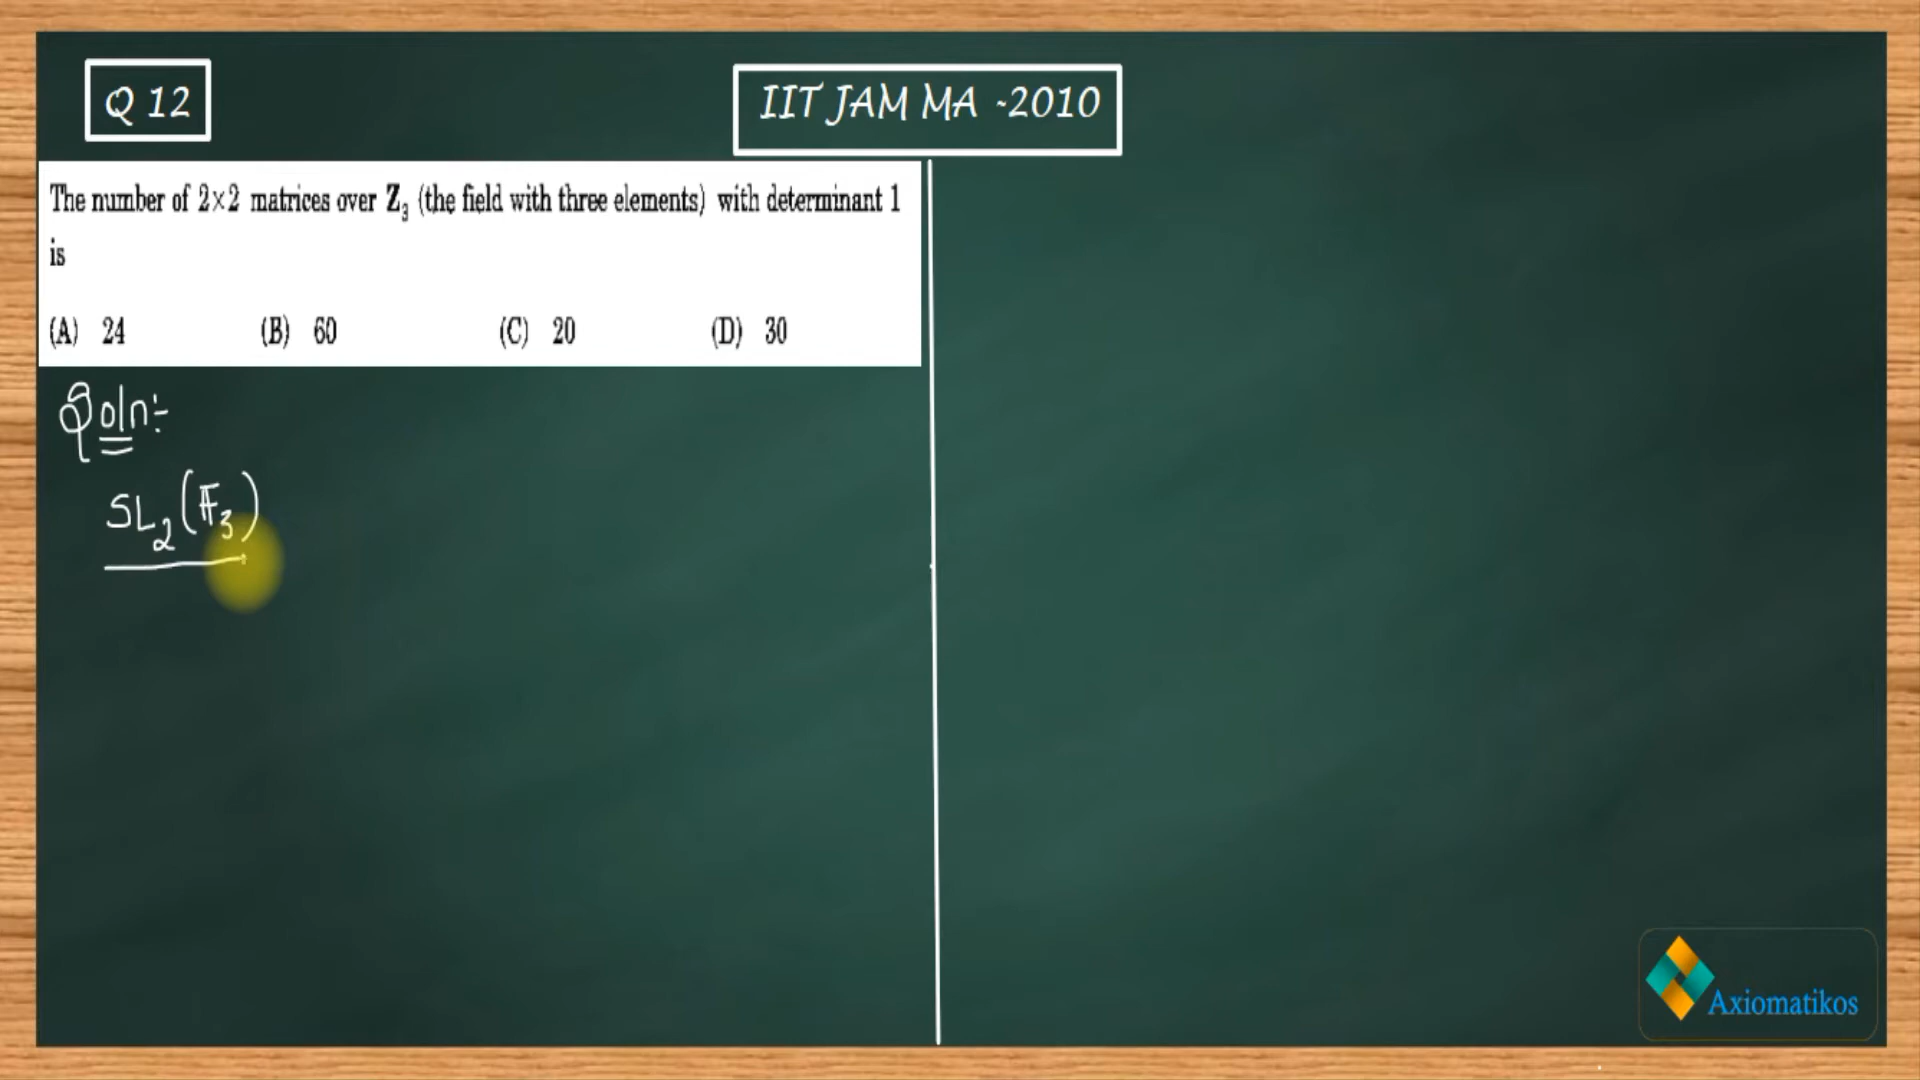 Q 12
IIT JAM MA -2010
The number of 2×2 matrices over Z₃ (the field with three elements) with determinant 1
is
(A) 24 (B) 60 (C) 20 (D) 30
Soln:-
SL₂(F₃)
Axiomatikos